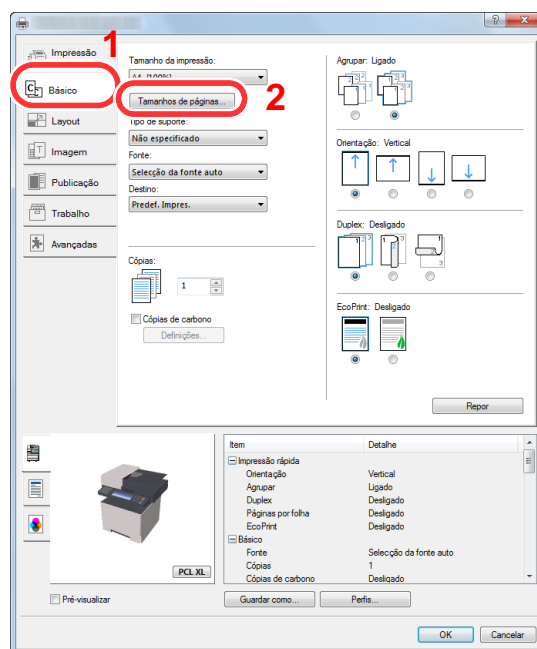 1
Impressão
Básico
Layout
Imagem
Publicação
Trabalho
Avançadas
Tamanho da impressão:
A4 [100%]
Tamanhos de páginas...
2
Tipo de suporte:
Não especificado
Fonte:
Selecção da fonte auto
Destino:
Predef. Impres.
Cópias:
1
Cópias de carbono
Definições...
Agrupar: Ligado
Orientação: Vertical
Duplex: Desligado
EcoPrint: Desligado
Repor
PCL XL
Pré-visualizar
Item Detalhe
Impressão rápida
Orientação Vertical
Agrupar Ligado
Duplex Desligado
Páginas por folha Desligado
EcoPrint Desligado
Básico
Fonte Selecção da fonte auto
Cópias 1
Cópias de carbono Desligado
Guardar como... Perfis...
OK Cancelar